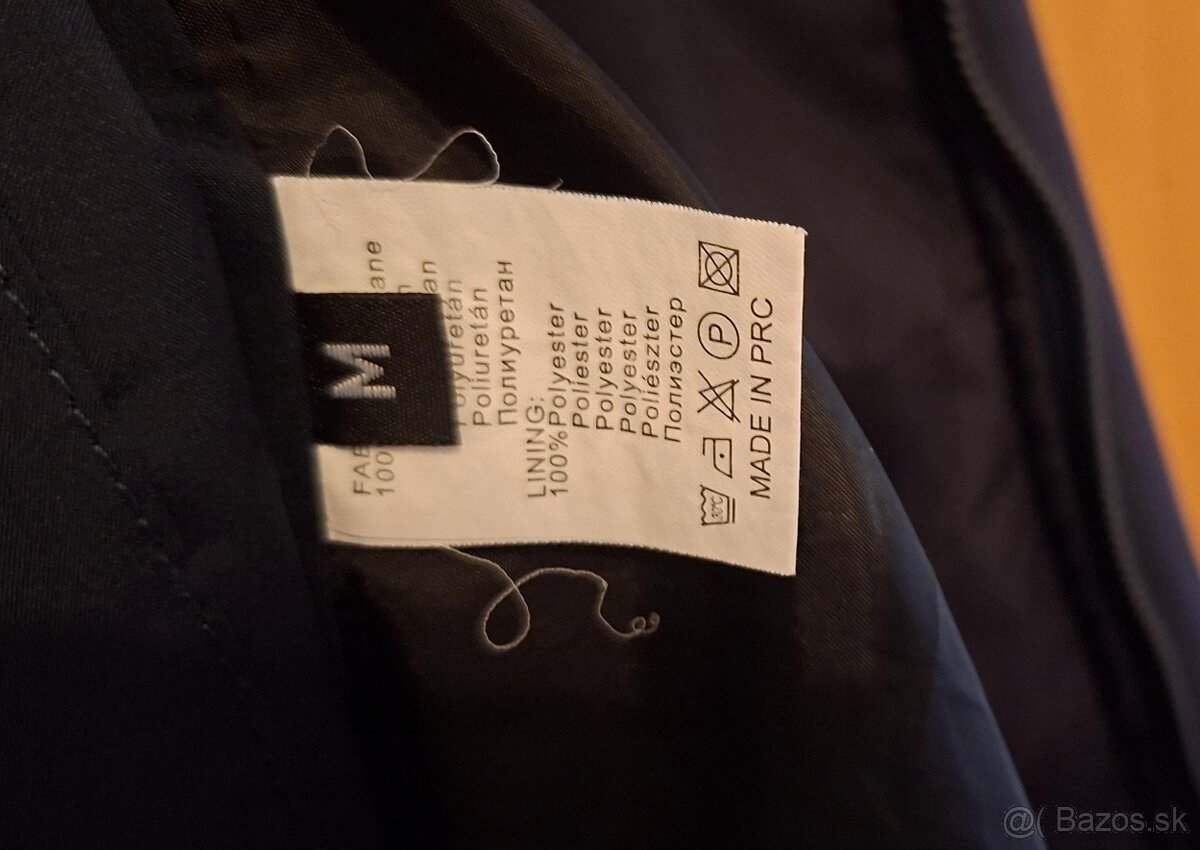 M
FAB
100
ane
n
an
olyuretán
Poliuretán
Полиуретан
LINING:
100%Polyester
Poliester
Polyester
Polyester
Poliészter
Полиэстер
30°C
P
MADE IN PRC
@( Bazos.sk